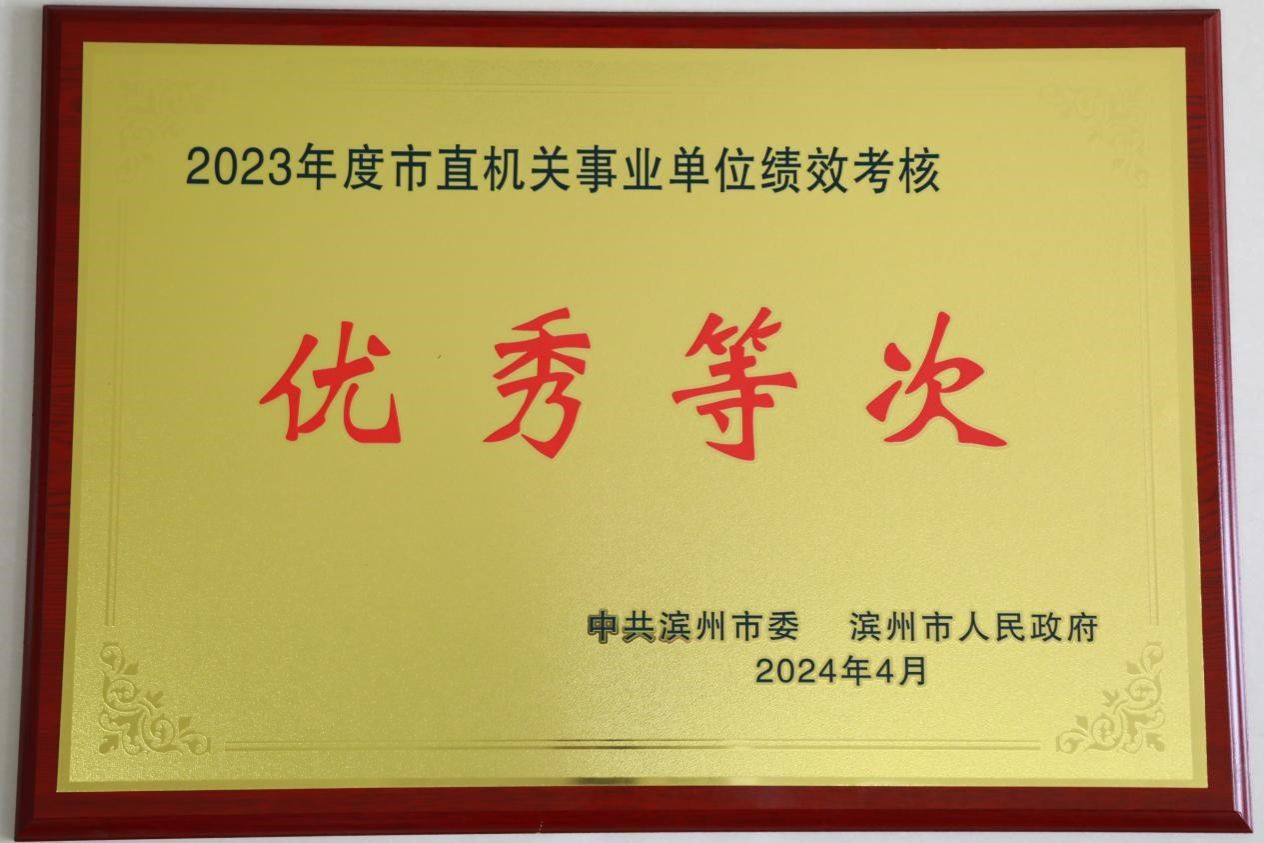 2023年度市直机关事业单位绩效考核
优秀等次
中共滨州市委 滨州市人民政府
2024年4月